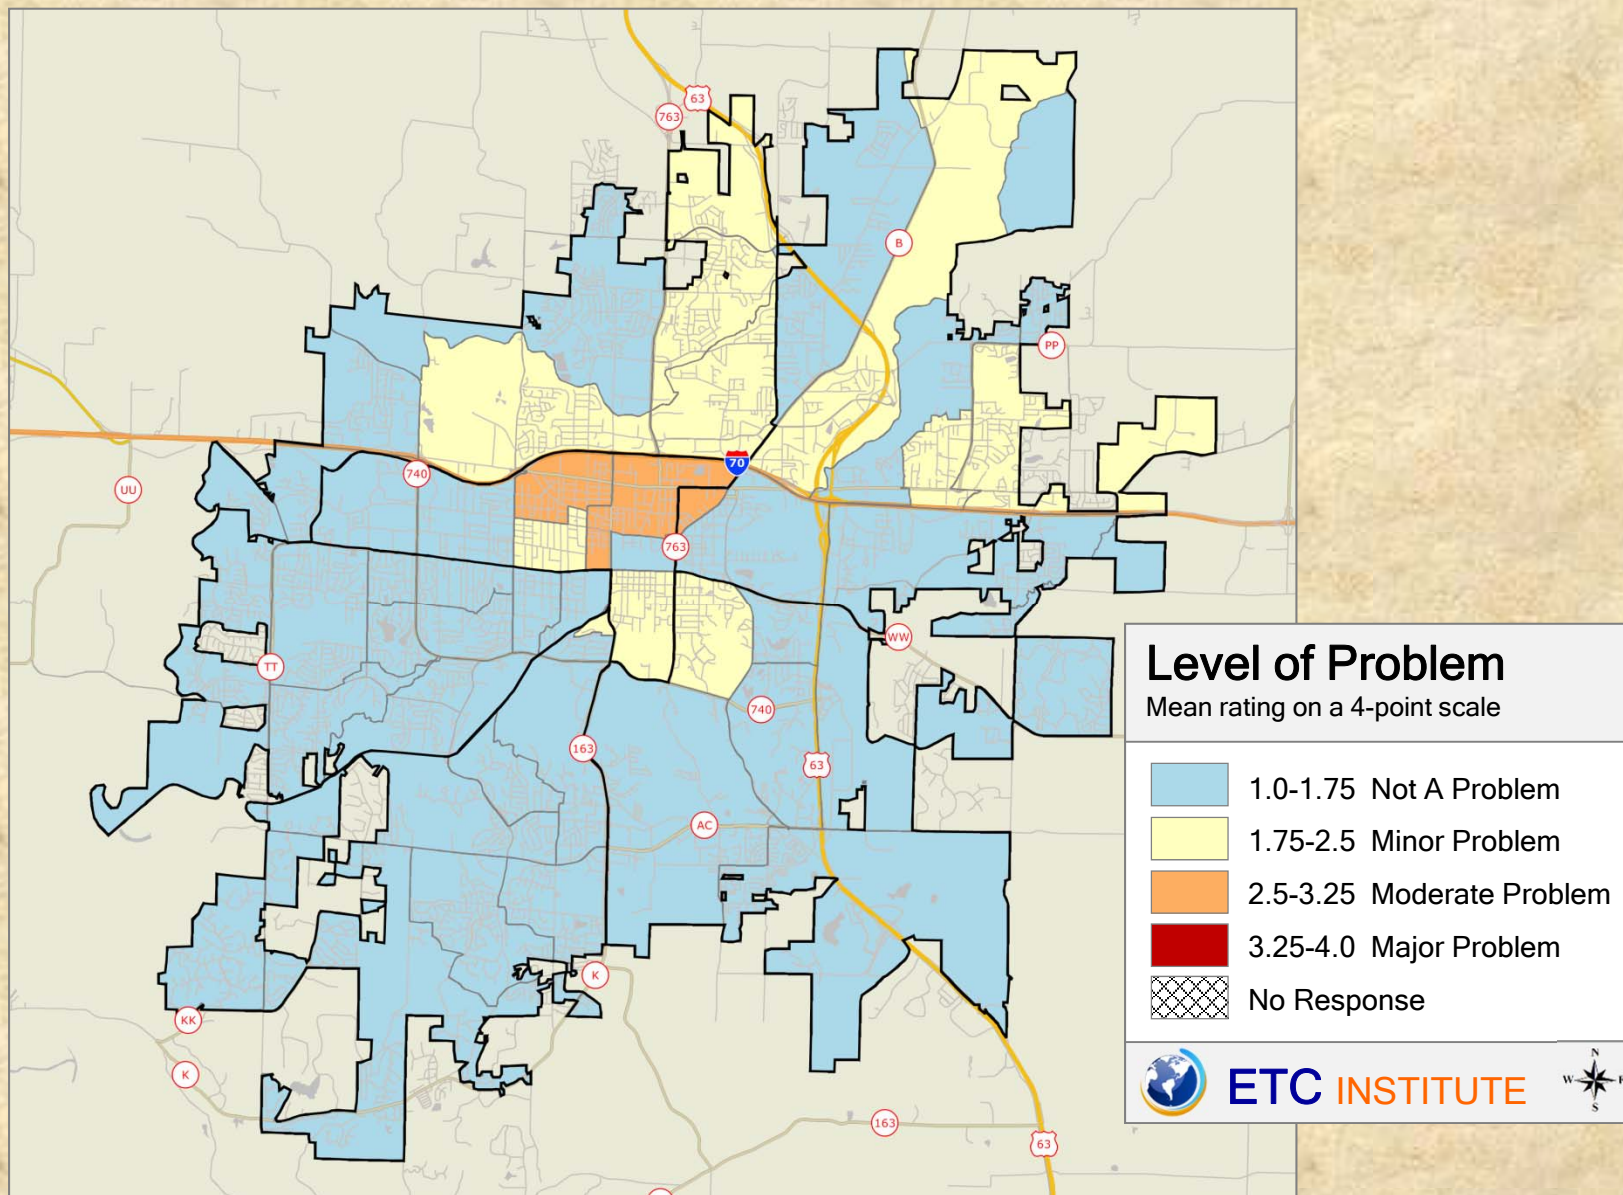 63
763
B
PP
70
740
UU
763
WW
TT
740
163
63
AC
K
KK
K
163
63
Level of Problem
Mean rating on a 4-point scale
1.0-1.75 Not A Problem
1.75-2.5 Minor Problem
2.5-3.25 Moderate Problem
3.25-4.0 Major Problem
No Response
ETC INSTITUTE
N
W
S